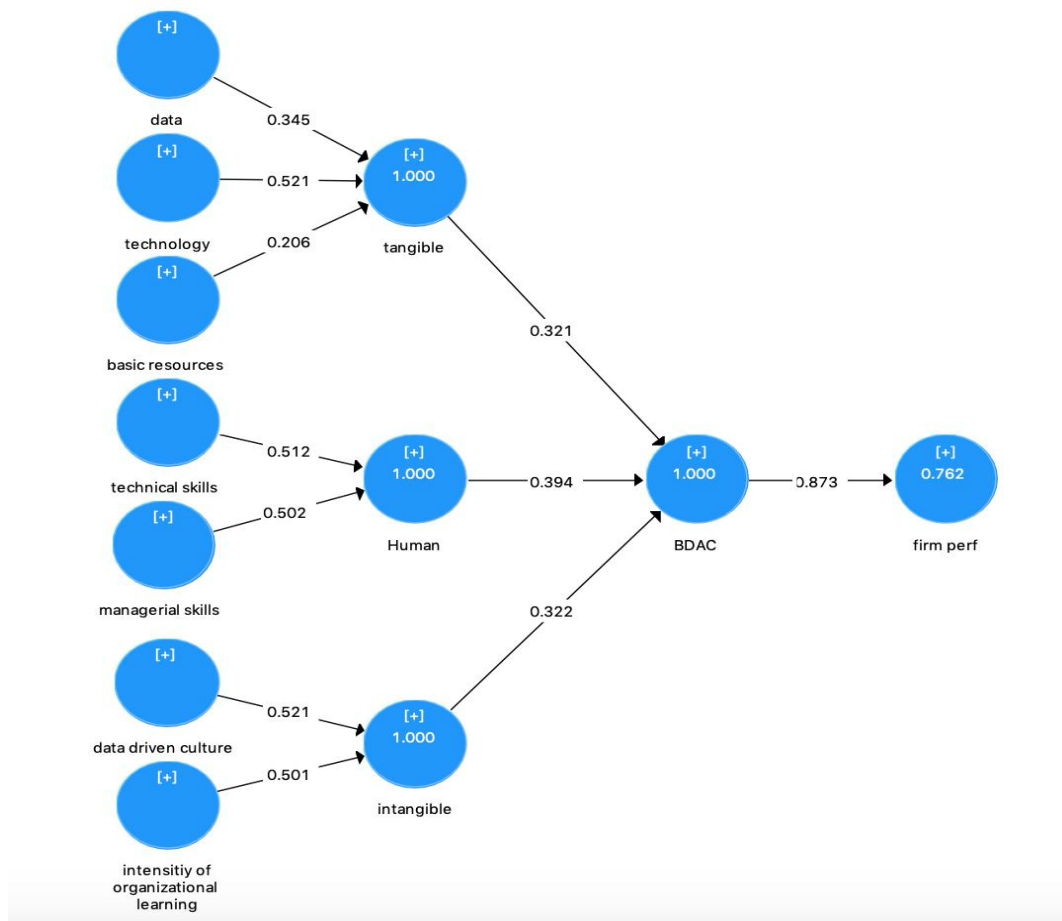 [+]
data
0.345
[+]
technology
0.521
[+]
basic resources
0.206
[+]
1.000
tangible
0.321
[+]
technical skills
0.512
[+]
managerial skills
0.502
[+]
1.000
Human
0.394
[+]
1.000
BDAC
0.873
[+]
0.762
firm perf
0.322
[+]
data driven culture
0.521
[+]
intensitiy of
organizational
learning
0.501
[+]
1.000
intangible